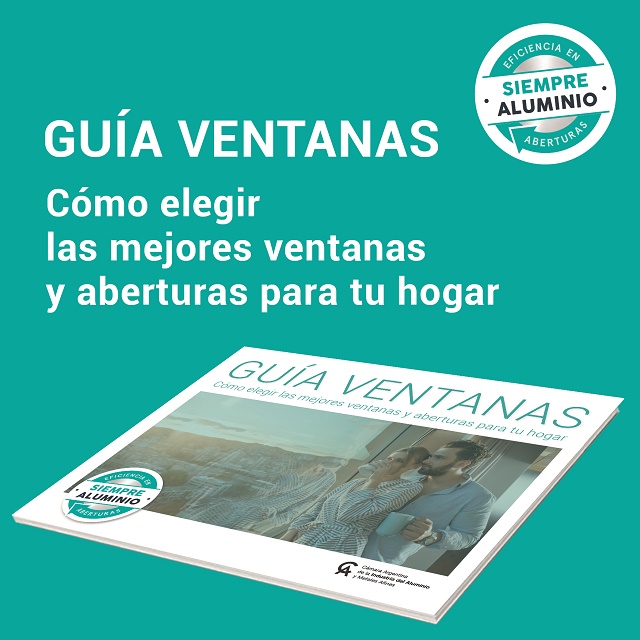 EFICIENCIA EN
SIEMPRE
ALUMINIO
ABERTURAS
GUÍA VENTANAS
Cómo elegir
las mejores ventanas
y aberturas para tu hogar
GUÍA VENTANAS
Cómo elegir las mejores ventanas y aberturas para tu hogar
EFICIENCIA EN
SIEMPRE
ALUMINIO
ABERTURAS
CA
Cámara Argentina
de la Industria del Aluminio
y Metales Afines